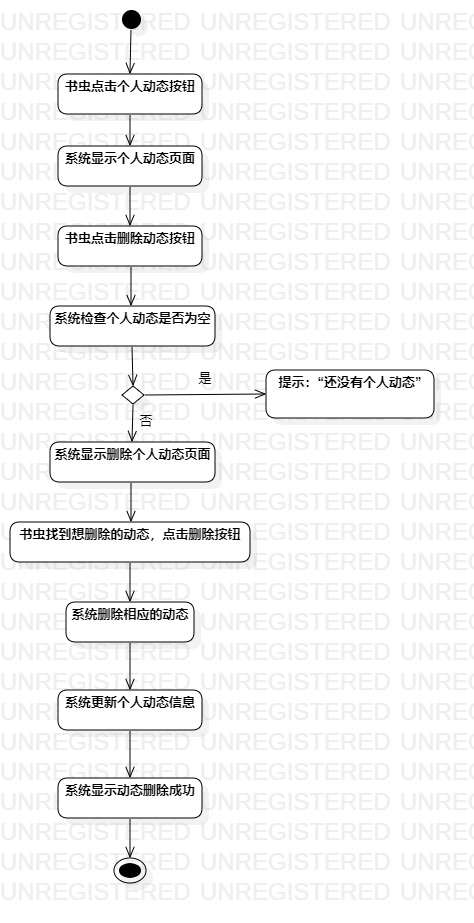 书虫点击个人动态按钮
系统显示个人动态页面
书虫点击删除动态按钮
系统检查个人动态是否为空
是
提示：“还没有个人动态”
否
系统显示删除个人动态页面
书虫找到想删除的动态，点击删除按钮
系统删除相应的动态
系统更新个人动态信息
系统显示动态删除成功
UNREGISTERED